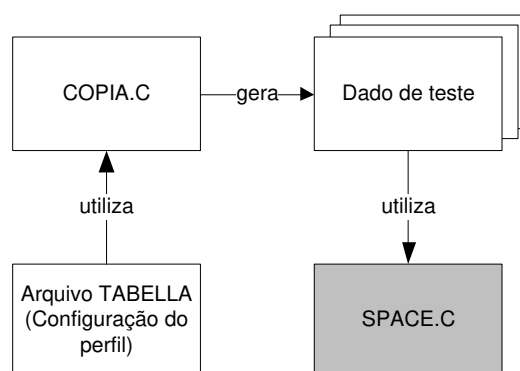 COPIA.C
gera
Dado de teste
utiliza
utiliza
Arquivo TABELLA
(Configuração do
perfil)
SPACE.C